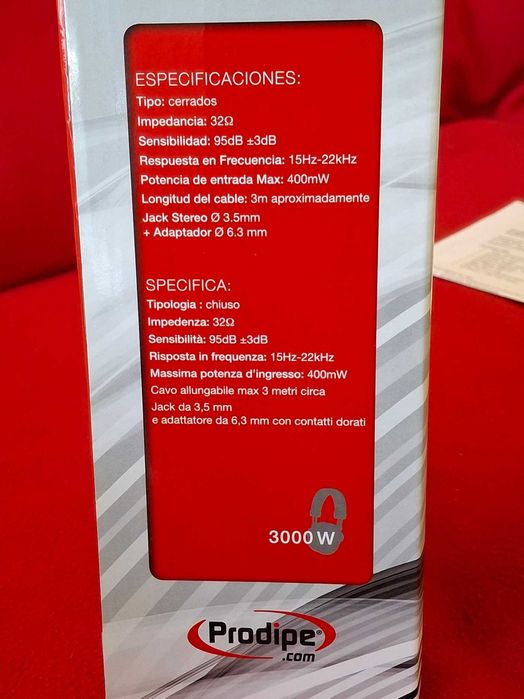 ESPECIFICACIONES:
Tipo: cerrados
Impedancia: 32Ω
Sensibilidad: 95dB ±3dB
Respuesta en Frecuencia: 15Hz-22kHz
Potencia de entrada Max: 400mW
Longitud del cable: 3m aproximadamente
Jack Stereo Ø 3.5mm
+ Adaptador Ø 6.3 mm
SPECIFICA:
Tipologia : chiuso
Impedenza: 32Ω
Sensibilità: 95dB ±3dB
Risposta in frequenza: 15Hz-22kHz
Massima potenza d'ingresso: 400mW
Cavo allungabile max 3 metri circa
Jack da 3,5 mm
e adattatore da 6,3 mm con contatti dorati
3000 W
Prodipe®
.com